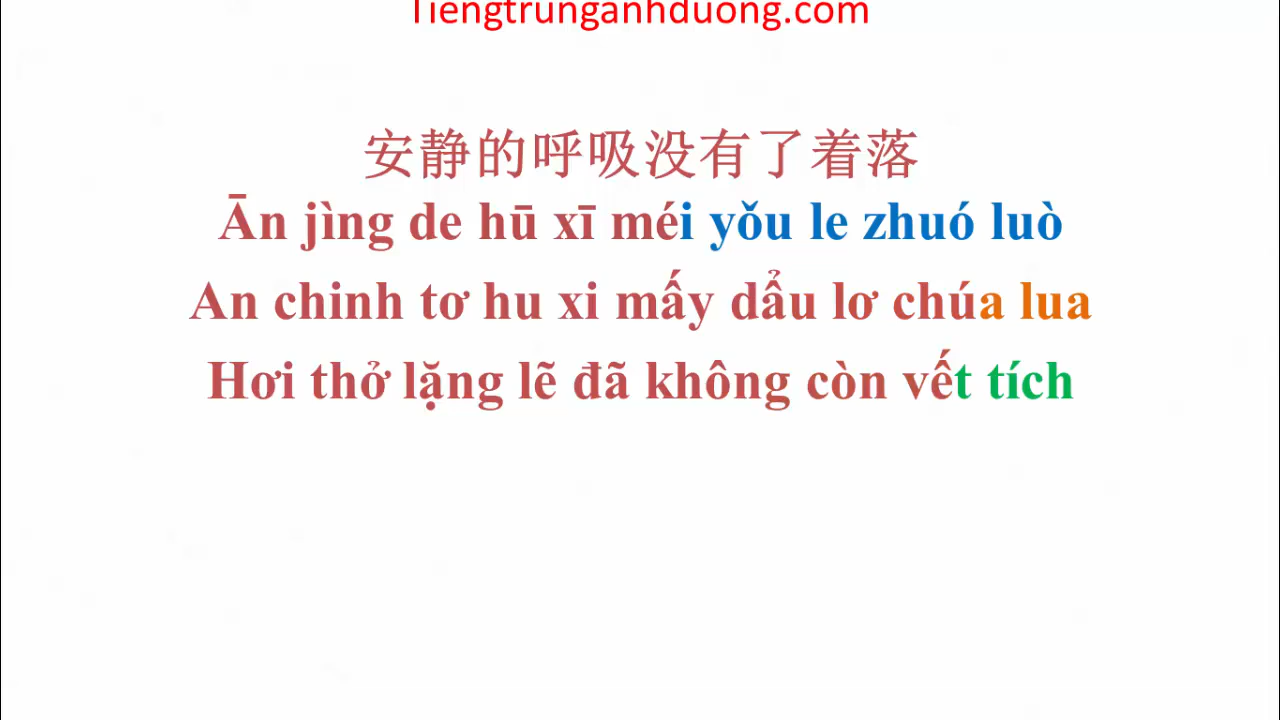 Tiengtrunganhduong.com
安静的呼吸没有了着落
Ān jìng de hū xī méi yǒu le zhuó luò
An chinh tơ hu xi mấy dẩu lơ chúa lua
Hơi thở lặng lẽ đã không còn vết tích